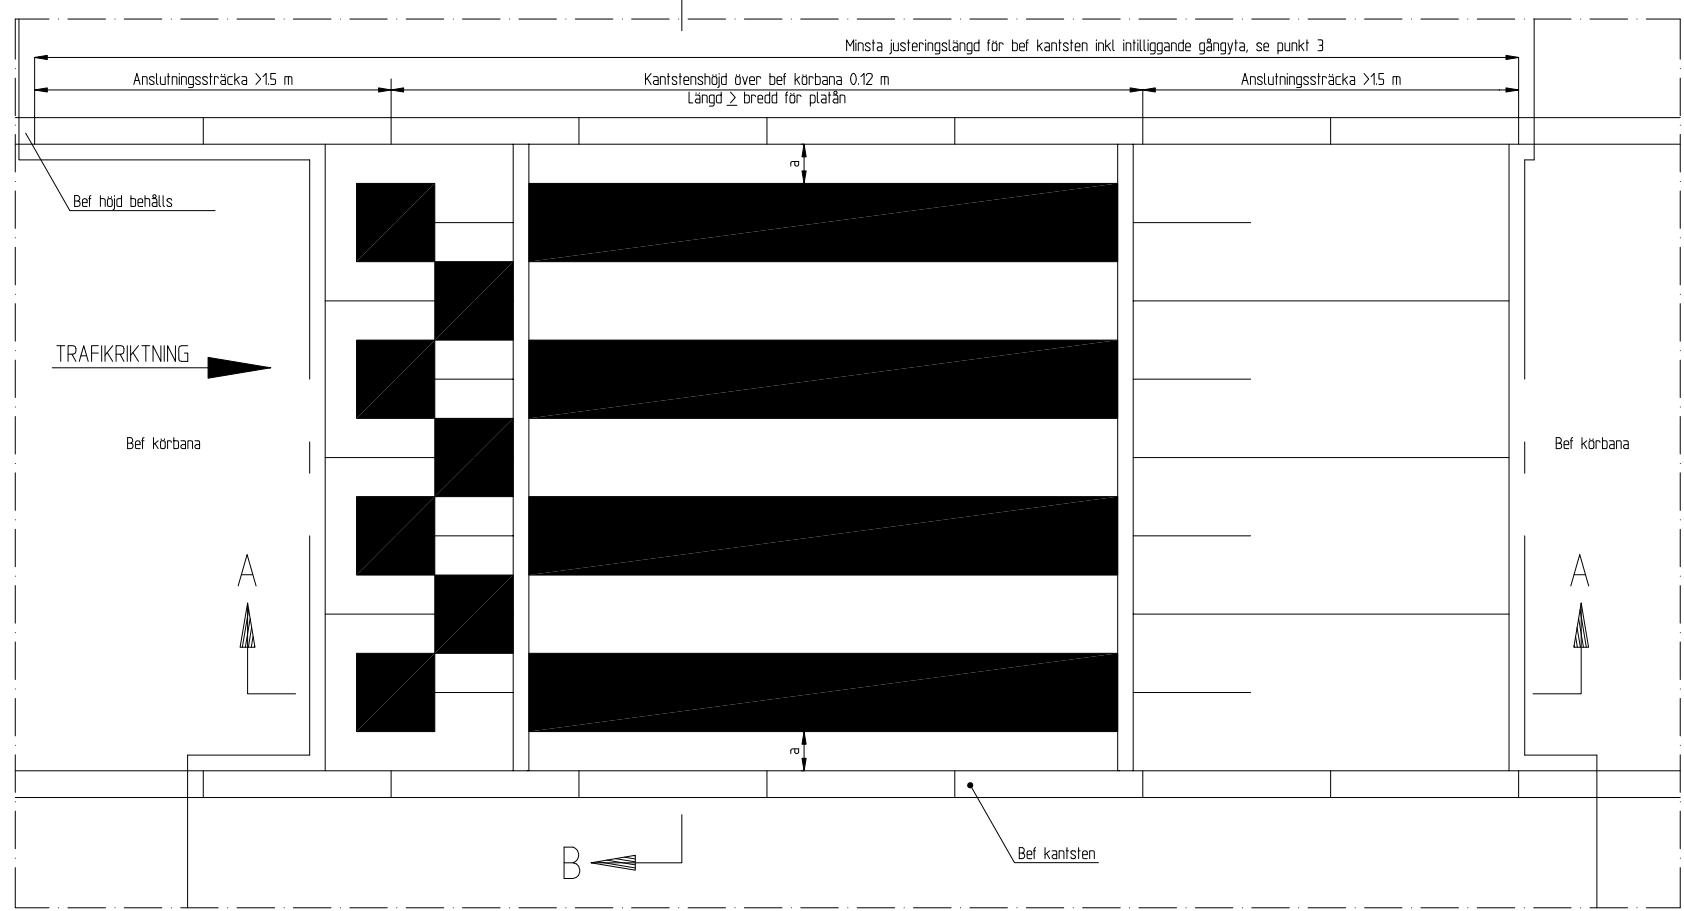 Minsta justeringslängd för bef kantsten inkl intilliggande gångyta, se punkt 3
Anslutningssträcka >1.5 m
Kantstenshöjd över bef körbana 0.12 m
Anslutningssträcka >1.5 m
Längd ≥ bredd för platån
a
Bef höjd behålls
TRAFIKRIKTNING
Bef körbana
Bef körbana
A
A
a
B
Bef kantsten